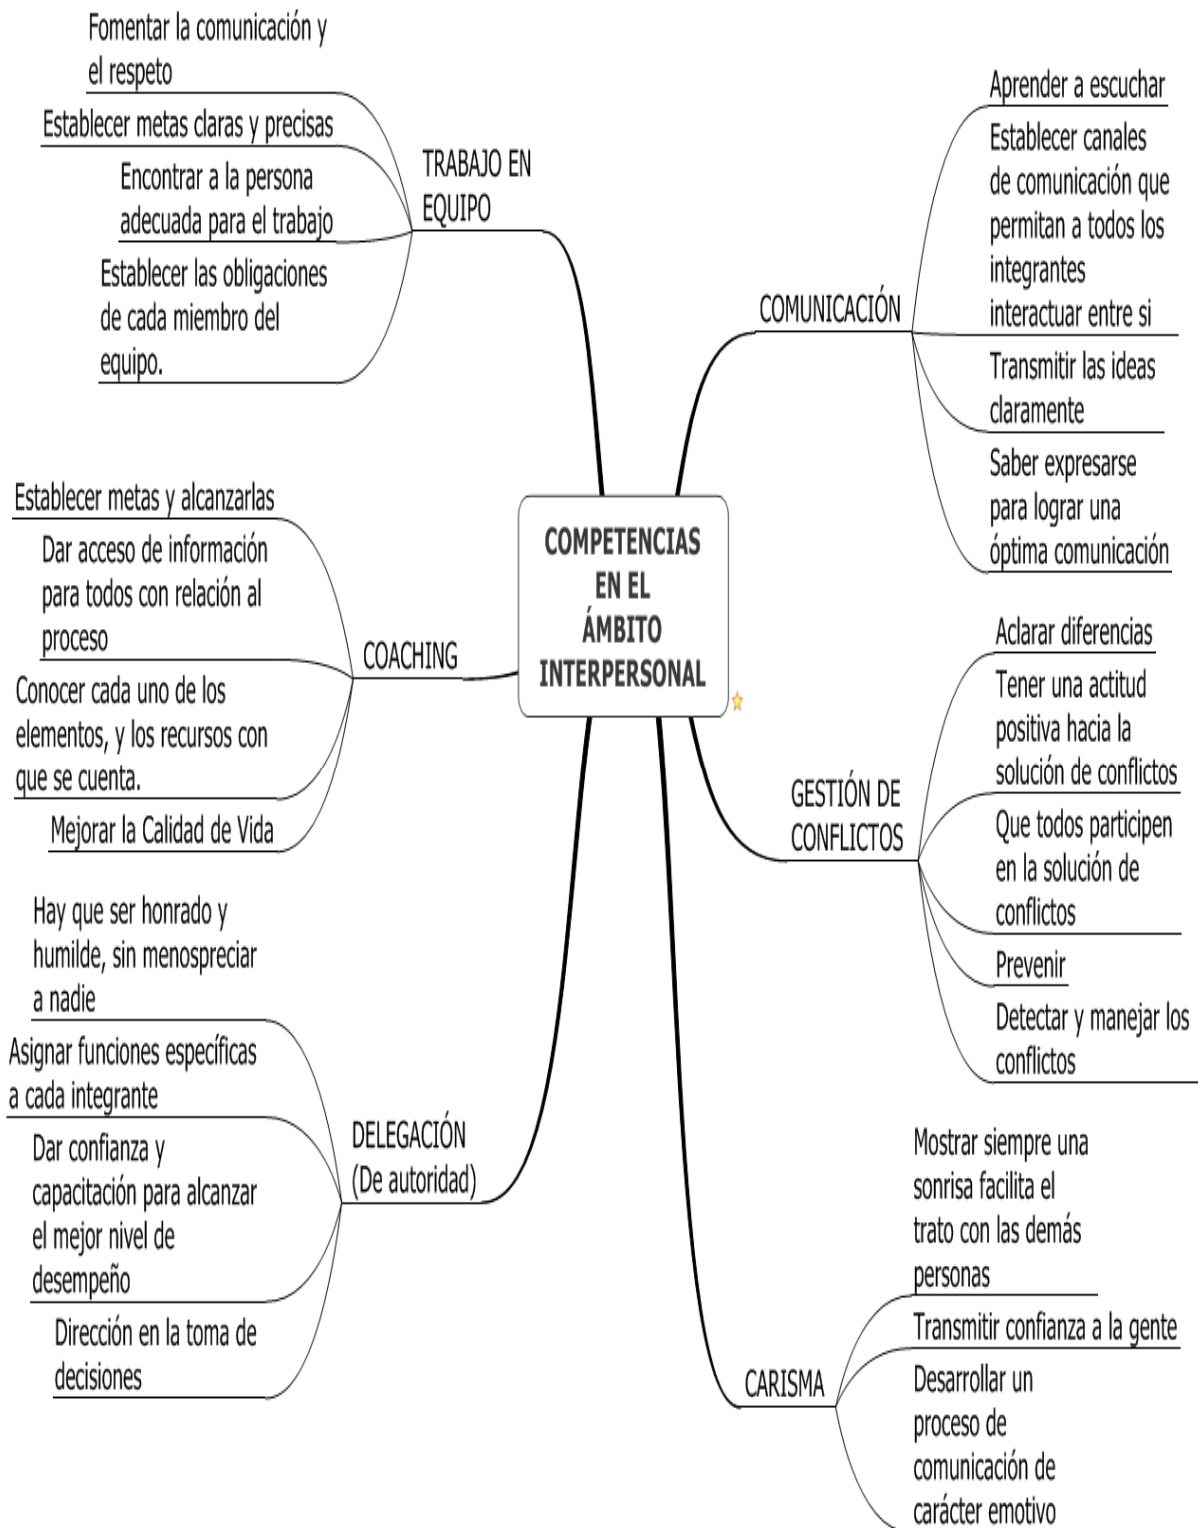 Fomentar la comunicación y
el respeto
Establecer metas claras y precisas
Encontrar a la persona
adecuada para el trabajo
Establecer las obligaciones
de cada miembro del
equipo.
TRABAJO EN
EQUIPO
Aprender a escuchar
Establecer canales
de comunicación que
permitan a todos los
integrantes
interactuar entre si
Transmitir las ideas
claramente
Saber expresarse
para lograr una
óptima comunicación
COMUNICACIÓN
COMPETENCIAS
EN EL
ÁMBITO
INTERPERSONAL
Establecer metas y alcanzarlas
Dar acceso de información
para todos con relación al
proceso
Conocer cada uno de los
elementos, y los recursos con
que se cuenta.
Mejorar la Calidad de Vida
COACHING
Aclarar diferencias
Tener una actitud
positiva hacia la
solución de conflictos
Que todos participen
en la solución de
conflictos
Prevenir
Detectar y manejar los
conflictos
GESTIÓN DE
CONFLICTOS
Hay que ser honrado y
humilde, sin menospreciar
a nadie
Asignar funciones específicas
a cada integrante
Dar confianza y
capacitación para alcanzar
el mejor nivel de
desempeño
Dirección en la toma de
decisiones
DELEGACIÓN
(De autoridad)
Mostrar siempre una
sonrisa facilita el
trato con las demás
personas
Transmitir confianza a la gente
Desarrollar un
proceso de
comunicación de
carácter emotivo
CARISMA